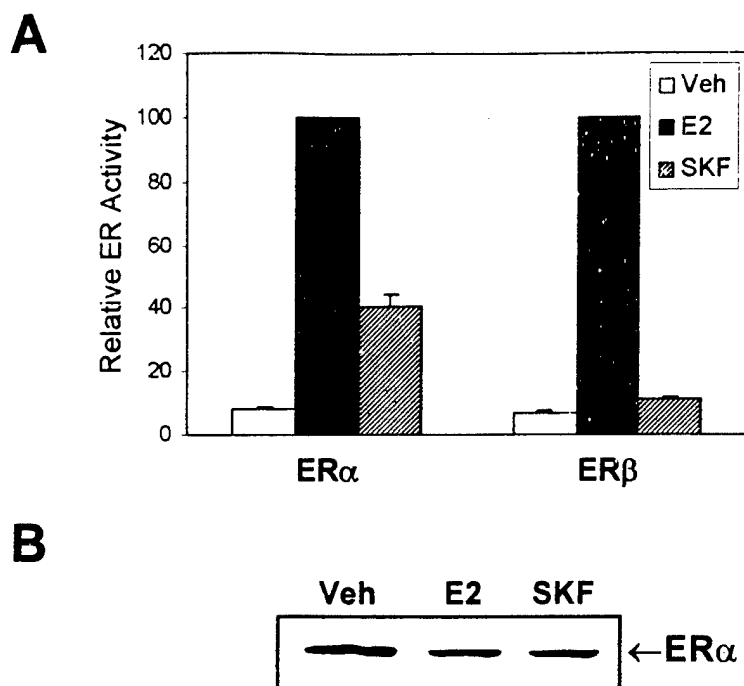 A
Relative ER Activity
120
100
80
60
40
20
0
Veh
E2
SKF
ERα
ERβ
B
Veh E2 SKF
←ERα